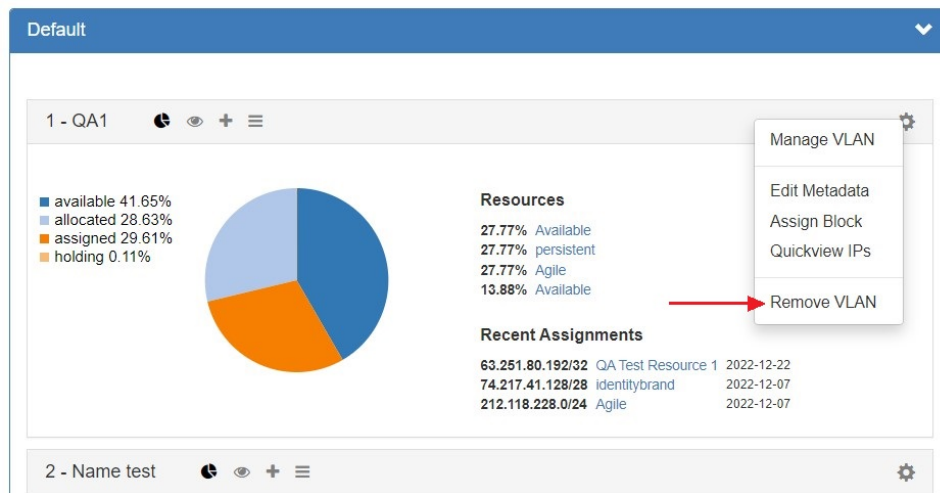 Default
1 - QA1
available 41.65%
allocated 28.63%
assigned 29.61%
holding 0.11%
Resources
27.77% Available
27.77% persistent
27.77% Agile
13.88% Available
Recent Assignments
63.251.80.192/32 QA Test Resource 1 2022-12-22
74.217.41.128/28 identitybrand 2022-12-07
212.118.228.0/24 Agile 2022-12-07
Manage VLAN
Edit Metadata
Assign Block
Quickview IPs
Remove VLAN
2 - Name test